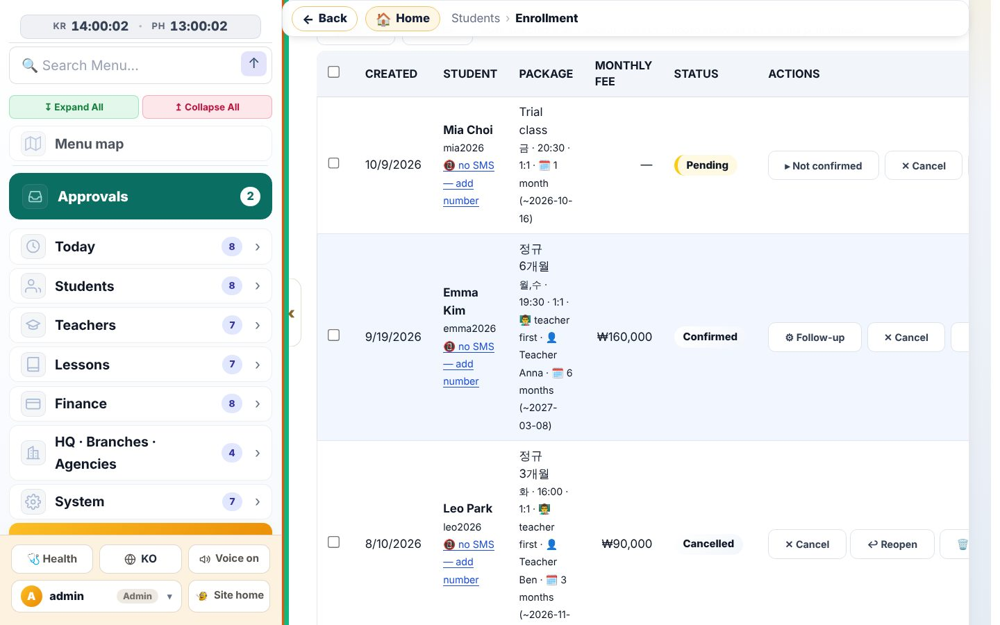 KR 14:00:02 • PH 13:00:02
🔍 Search Menu...
↑
↧ Expand All
↥ Collapse All
Menu map
Approvals 2
Today 8 ›
Students 8 ›
Teachers 7 ›
Lessons 7 ›
Finance 8 ›
HQ · Branches ·
Agencies
4 ›
System 7 ›
🩺 Health
KO
Voice on
A admin Admin ▾
Site home
← Back
🏠 Home
Students › Enrollment
«
CREATED
STUDENT
PACKAGE
MONTHLY
FEE
STATUS
ACTIONS
10/9/2026
Mia Choi
mia2026
📵 no SMS
— add
number
Trial
class
금 · 20:30 ·
1:1 · 🗓️ 1
month
(~2026-10-
16)
—
Pending
▸ Not confirmed
✕ Cancel
9/19/2026
Emma
Kim
emma2026
📵 no SMS
— add
number
정규
6개월
월,수 ·
19:30 · 1:1 ·
👨‍🏫 teacher
first · 👤
Teacher
Anna · 🗓️ 6
months
(~2027-
03-08)
₩160,000
Confirmed
⚙ Follow-up
✕ Cancel
8/10/2026
Leo Park
leo2026
📵 no SMS
— add
number
정규
3개월
화 · 16:00 ·
1:1 · 👨‍🏫
teacher
first · 👤
Teacher
Ben · 🗓️ 3
months
(~2026-11-
₩90,000
Cancelled
✕ Cancel
↩ Reopen
🗑️